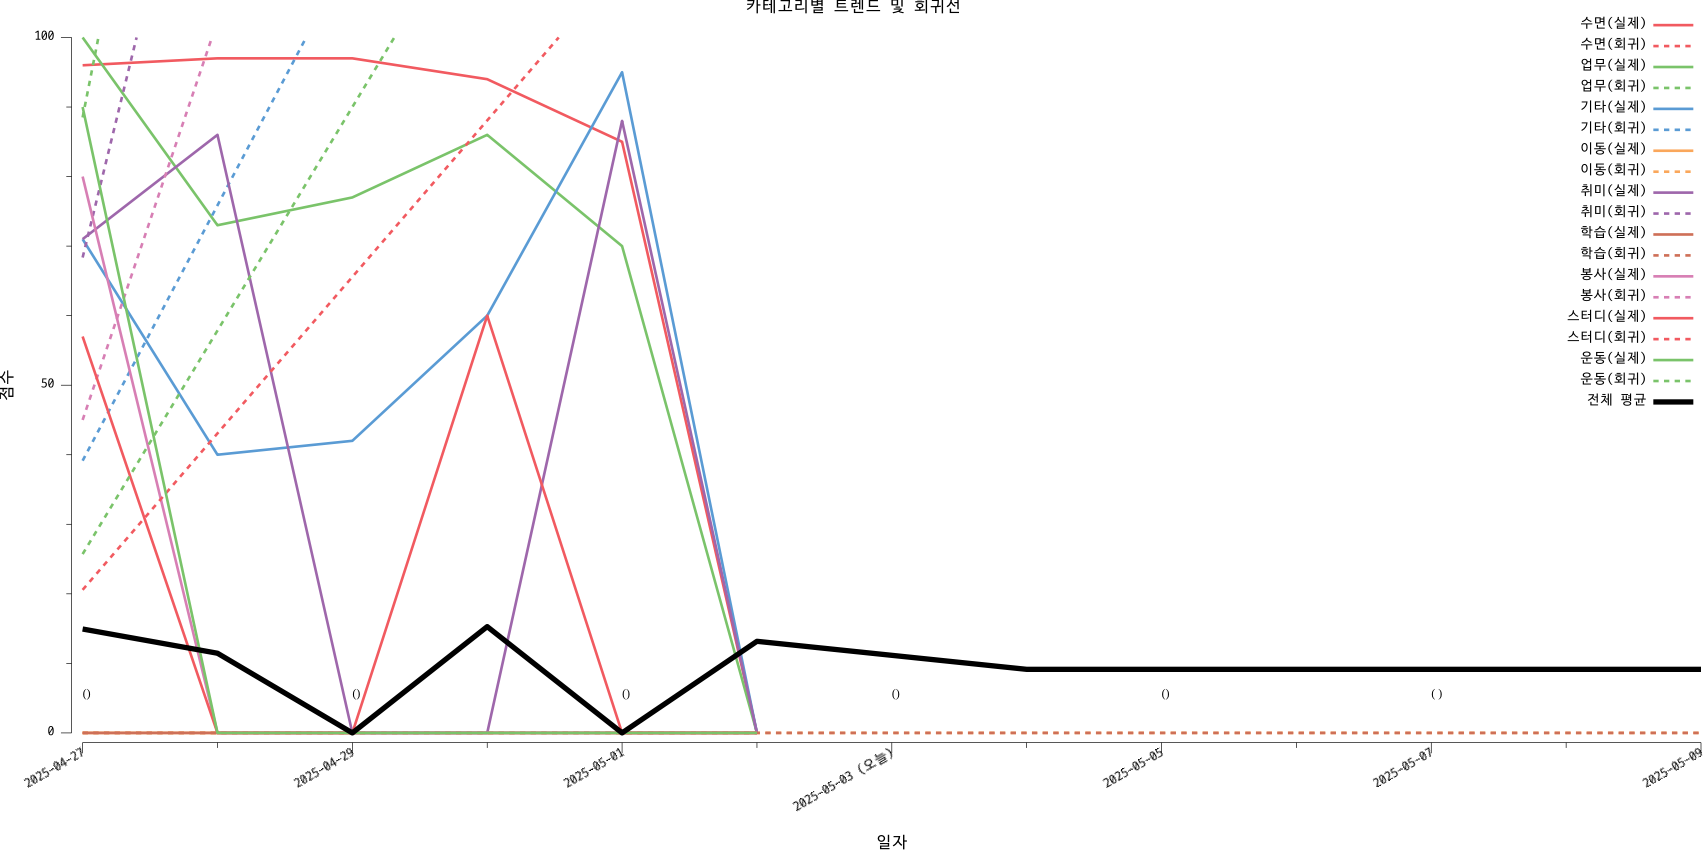 카테고리별 트렌드 및 회귀선
수면(실제)
수면(회귀)
업무(실제)
업무(회귀)
기타(실제)
기타(회귀)
이동(실제)
이동(회귀)
취미(실제)
취미(회귀)
학습(실제)
학습(회귀)
봉사(실제)
봉사(회귀)
스터디(실제)
스터디(회귀)
운동(실제)
운동(회귀)
전체 평균
100
50
0
점수
() () () () () ( )
2025-04-27 2025-04-29 2025-05-01 2025-05-03 (오늘) 2025-05-05 2025-05-07 2025-05-09
일자